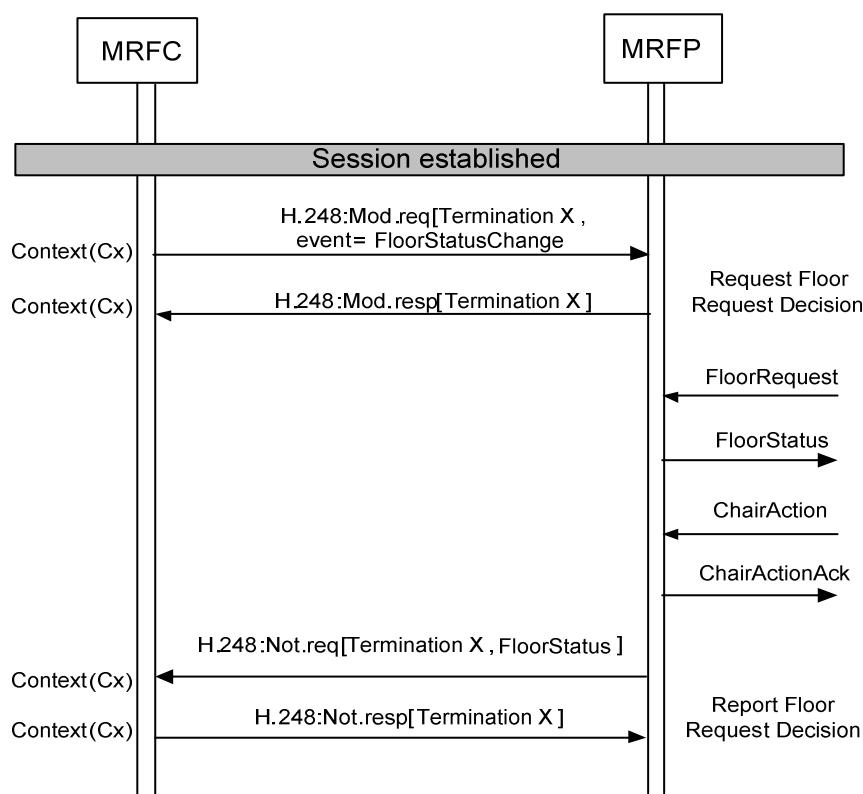 MRFC
MRFP
Session established
H.248:Mod.req[Termination X ,
event= FloorStatusChange
Context(Cx)
Request Floor
Request Decision
Context(Cx)
H.248:Mod.resp[Termination X ]
FloorRequest
FloorStatus
ChairAction
ChairActionAck
H.248:Not.req[Termination X , FloorStatus ]
Context(Cx)
Context(Cx)
H.248:Not.resp[Termination X ]
Report Floor
Request Decision